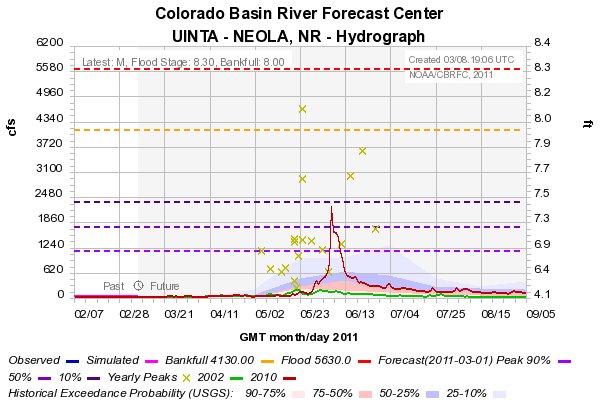 Colorado Basin River Forecast Center
UINTA - NEOLA, NR - Hydrograph
6200 8.4
Latest: M, Flood Stage: 8.30, Bankfull: 8.00 Created 03/08.19:06 UTC
5580 8.3
NOAA/CBRFC, 2011
4960 8.2
4340 8.0
cfs ft
3720 7.9
3100 7.7
2480 7.5
1860 7.3
1240 6.9
620 6.4
Past Future
0 4.1
02/07 02/28 03/21 04/11 05/02 05/23 06/13 07/04 07/25 08/15 09/05
GMT month/day 2011
Observed Simulated Bankfull 4130.00 Flood 5630.0 Forecast(2011-03-01) Peak 90%
50% 10% Yearly Peaks 2002 2010
Historical Exceedance Probability (USGS): 90-75% 75-50% 50-25% 25-10%